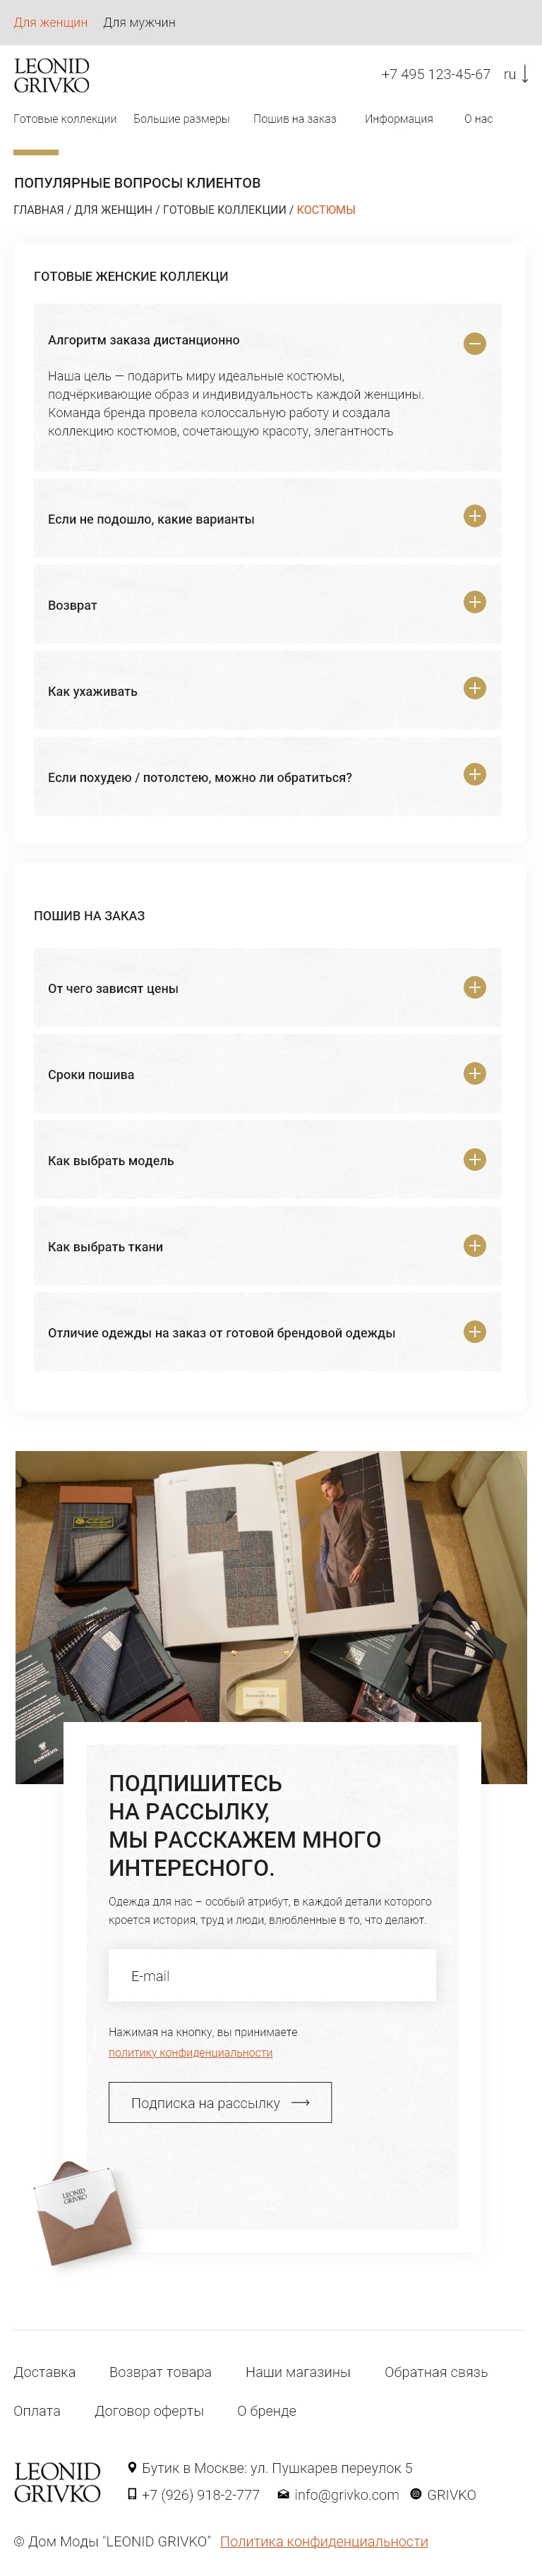 Для женщин Для мужчин
LEONID
GRIVKO
+7 495 123-45-67 ru
Готовые коллекции Большие размеры Пошив на заказ Информация О нас
ПОПУЛЯРНЫЕ ВОПРОСЫ КЛИЕНТОВ
ГЛАВНАЯ / ДЛЯ ЖЕНЩИН / ГОТОВЫЕ КОЛЛЕКЦИИ / КОСТЮМЫ
ГОТОВЫЕ ЖЕНСКИЕ КОЛЛЕКЦИ
Алгоритм заказа дистанционно
Наша цель — подарить миру идеальные костюмы,
подчёркивающие образ и индивидуальность каждой женщины.
Команда бренда провела колоссальную работу и создала
коллекцию костюмов, сочетающую красоту, элегантность
Если не подошло, какие варианты
Возврат
Как ухаживать
Если похудею / потолстею, можно ли обратиться?
ПОШИВ НА ЗАКАЗ
От чего зависят цены
Сроки пошива
Как выбрать модель
Как выбрать ткани
Отличие одежды на заказ от готовой брендовой одежды
DORMEUIL
ПОДПИШИТЕСЬ
НА РАССЫЛКУ,
МЫ РАССКАЖЕМ МНОГО
ИНТЕРЕСНОГО.
Одежда для нас – особый атрибут, в каждой детали которого
кроется история, труд и люди, влюбленные в то, что делают.
E-mail
Нажимая на кнопку, вы принимаете
политику конфиденциальности
Подписка на рассылку
LEONID
GRIVKO
Доставка Возврат товара Наши магазины Обратная связь
Оплата Договор оферты О бренде
LEONID
GRIVKO
Бутик в Москве: ул. Пушкарев переулок 5
+7 (926) 918-2-777 info@grivko.com GRIVKO
© Дом Моды "LEONID GRIVKO" Политика конфиденциальности